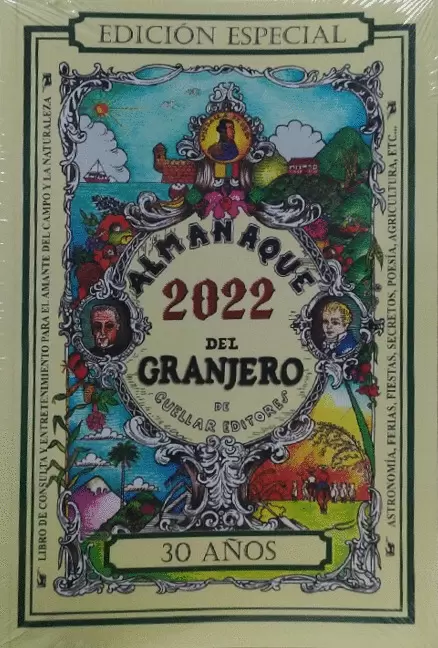 EDICIÓN ESPECIAL
LIBRO DE CONSULTA Y ENTRETENIMIENTO PARA EL AMANTE DEL CAMPO Y LA NATURALEZA
ALMANAQUE
2022
DEL
GRANJERO
DE
CUELLAR EDITORES
ASTRONOMÍA, FERIAS, FIESTAS, SECRETOS, POESÍA, AGRICULTURA, ETC...
30 AÑOS